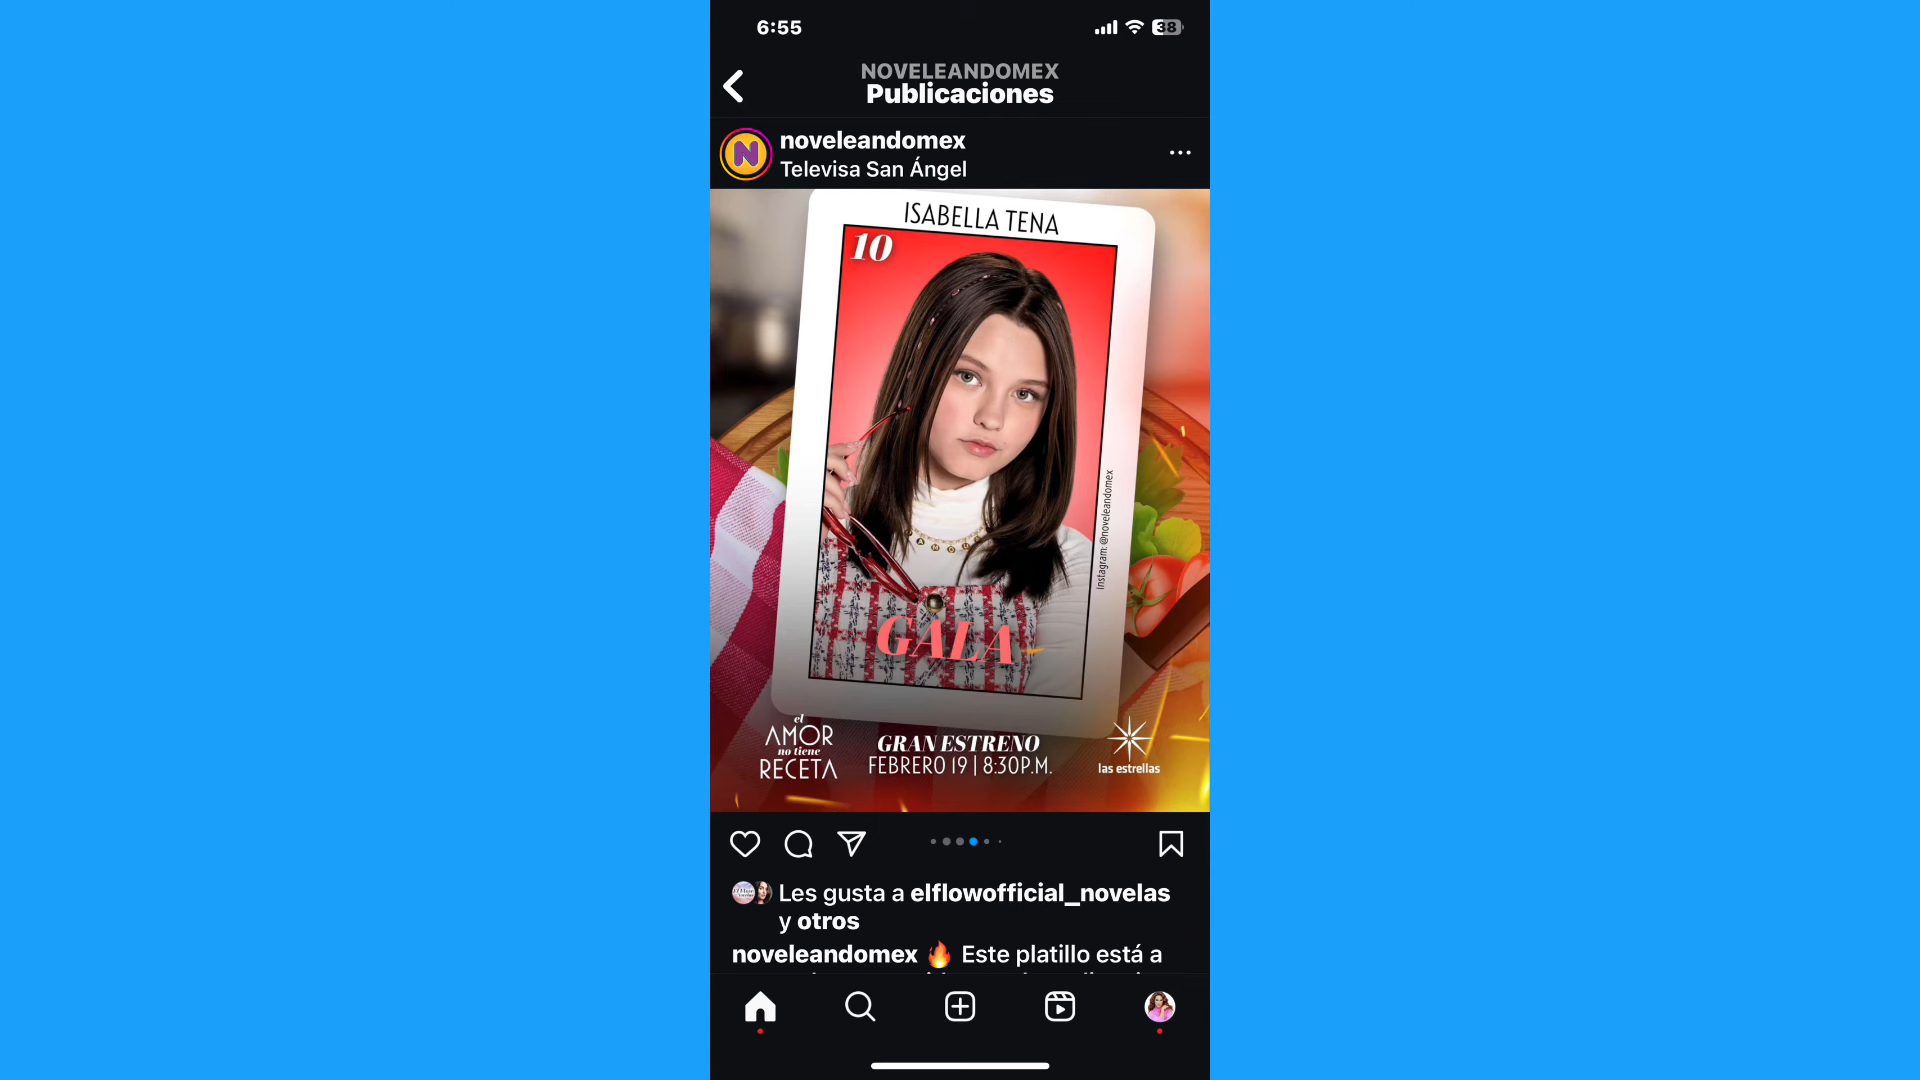 6:55
38
NOVELEANDOMEX
Publicaciones
noveleandomex
Televisa San Ángel
ISABELLA TENA
10
Instagram: @noveleandomex
GALA
el
AMOR
no tiene
RECETA
GRAN ESTRENO
FEBRERO 19 | 8:30P.M.
las estrellas
Les gusta a elflowofficial_novelas
y otros
noveleandomex 🔥 Este platillo está a